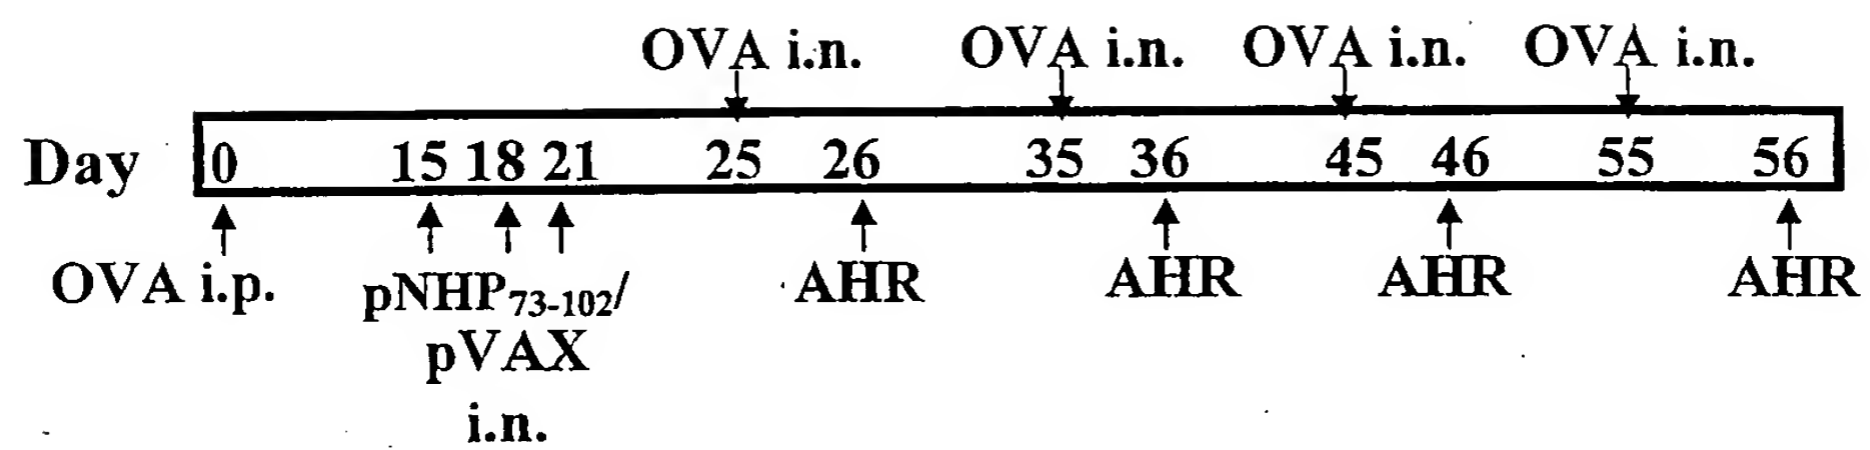 OVA i.n. OVA i.n. OVA i.n. OVA i.n.
Day 0 15 18 21 25 26 35 36 45 46 55 56
OVA i.p. pNHP73-102/ AHR AHR AHR AHR
pVAX
i.n.